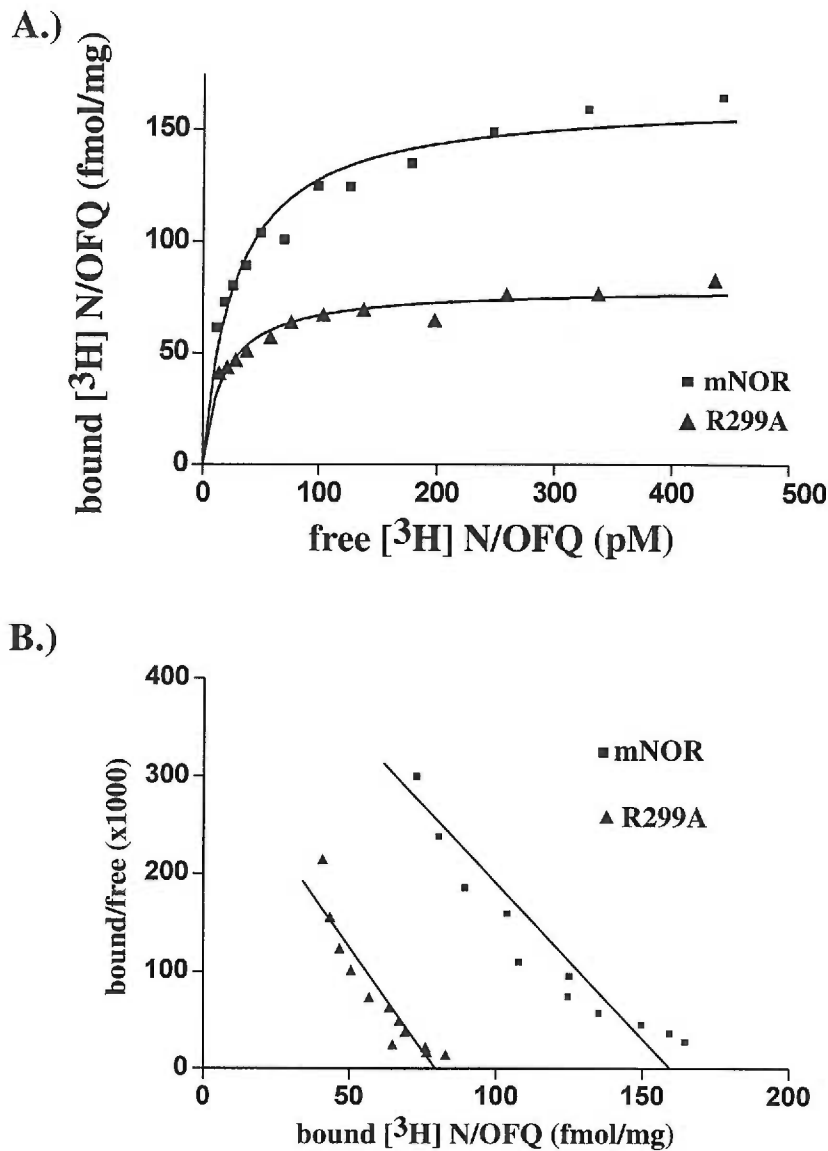 A.)
bound [3H] N/OFQ (fmol/mg)
150
100
50
0
0 100 200 300 400 500
mNOR
R299A
free [3H] N/OFQ (pM)
B.)
bound/free (x1000)
400
300
200
100
0
0 50 100 150 200
mNOR
R299A
bound [3H] N/OFQ (fmol/mg)